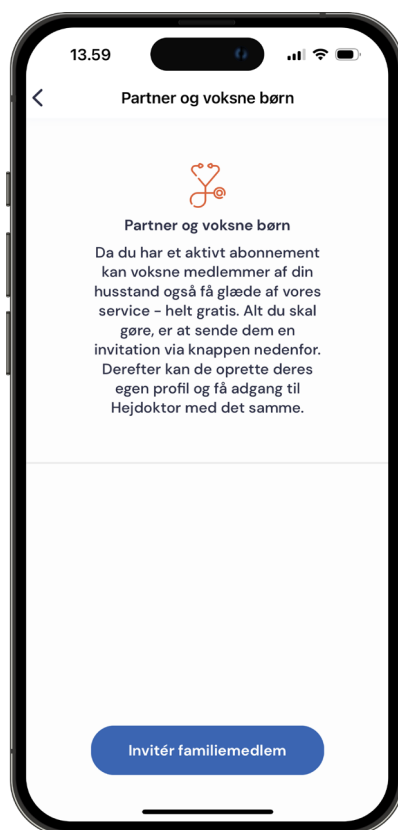 13.59
Partner og voksne børn
Partner og voksne børn
Da du har et aktivt abonnement
kan voksne medlemmer af din
husstand også få glæde af vores
service - helt gratis. Alt du skal
gøre, er at sende dem en
invitation via knappen nedenfor.
Derefter kan de oprette deres
egen profil og få adgang til
Hejdoktor med det samme.
Invitér familiemedlem